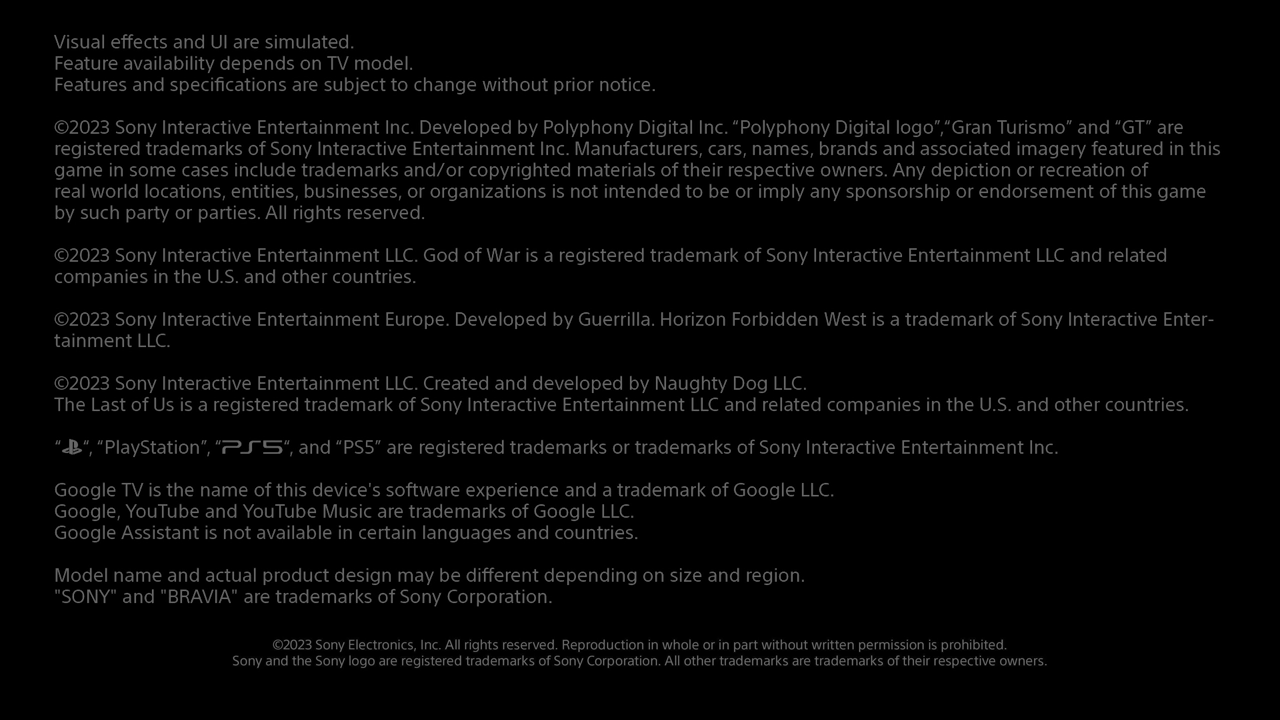 Visual effects and UI are simulated.
Feature availability depends on TV model.
Features and specifications are subject to change without prior notice.
©2023 Sony Interactive Entertainment Inc. Developed by Polyphony Digital Inc. “Polyphony Digital logo”,“Gran Turismo” and “GT” are
registered trademarks of Sony Interactive Entertainment Inc. Manufacturers, cars, names, brands and associated imagery featured in this
game in some cases include trademarks and/or copyrighted materials of their respective owners. Any depiction or recreation of
real world locations, entities, businesses, or organizations is not intended to be or imply any sponsorship or endorsement of this game
by such party or parties. All rights reserved.
©2023 Sony Interactive Entertainment LLC. God of War is a registered trademark of Sony Interactive Entertainment LLC and related
companies in the U.S. and other countries.
©2023 Sony Interactive Entertainment Europe. Developed by Guerrilla. Horizon Forbidden West is a trademark of Sony Interactive Enter-
tainment LLC.
©2023 Sony Interactive Entertainment LLC. Created and developed by Naughty Dog LLC.
The Last of Us is a registered trademark of Sony Interactive Entertainment LLC and related companies in the U.S. and other countries.
“ “, “PlayStation”, “PS5“, and “PS5” are registered trademarks or trademarks of Sony Interactive Entertainment Inc.
Google TV is the name of this device's software experience and a trademark of Google LLC.
Google, YouTube and YouTube Music are trademarks of Google LLC.
Google Assistant is not available in certain languages and countries.
Model name and actual product design may be different depending on size and region.
"SONY" and "BRAVIA" are trademarks of Sony Corporation.
©2023 Sony Electronics, Inc. All rights reserved. Reproduction in whole or in part without written permission is prohibited.
Sony and the Sony logo are registered trademarks of Sony Corporation. All other trademarks are trademarks of their respective owners.